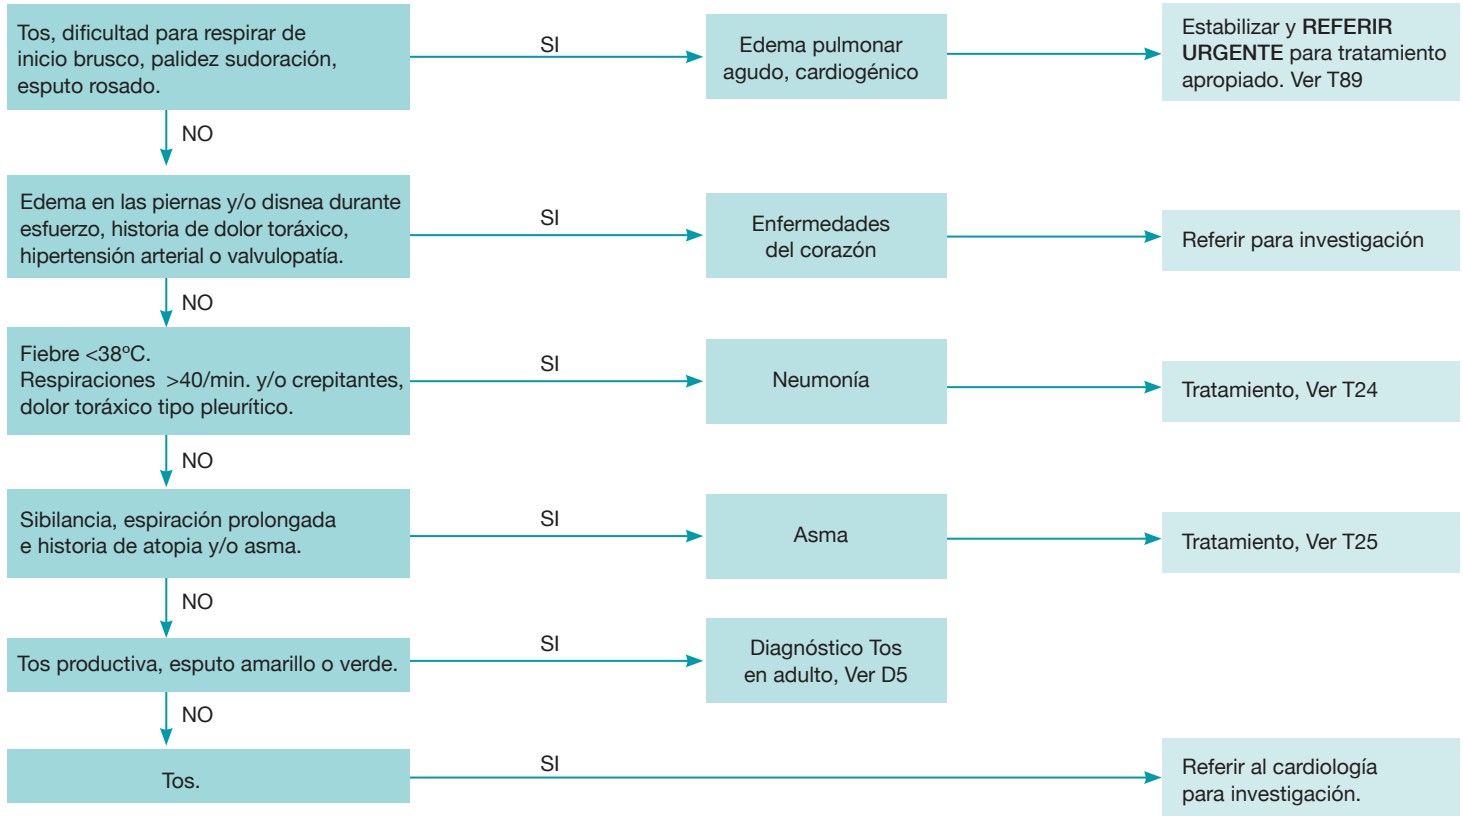 Tos, dificultad para respirar de
inicio brusco, palidez sudoración,
esputo rosado.
SI
Edema pulmonar
agudo, cardiogénico
Estabilizar y REFERIR
URGENTE para tratamiento
apropiado. Ver T89
NO
Edema en las piernas y/o disnea durante
esfuerzo, historia de dolor toráxico,
hipertensión arterial o valvulopatía.
SI
Enfermedades
del corazón
Referir para investigación
NO
Fiebre <38ºC.
Respiraciones >40/min. y/o crepitantes,
dolor toráxico tipo pleurítico.
SI
Neumonía
Tratamiento, Ver T24
NO
Sibilancia, espiración prolongada
e historia de atopia y/o asma.
SI
Asma
Tratamiento, Ver T25
NO
Tos productiva, esputo amarillo o verde.
SI
Diagnóstico Tos
en adulto, Ver D5
NO
Tos.
SI
Referir al cardiología
para investigación.